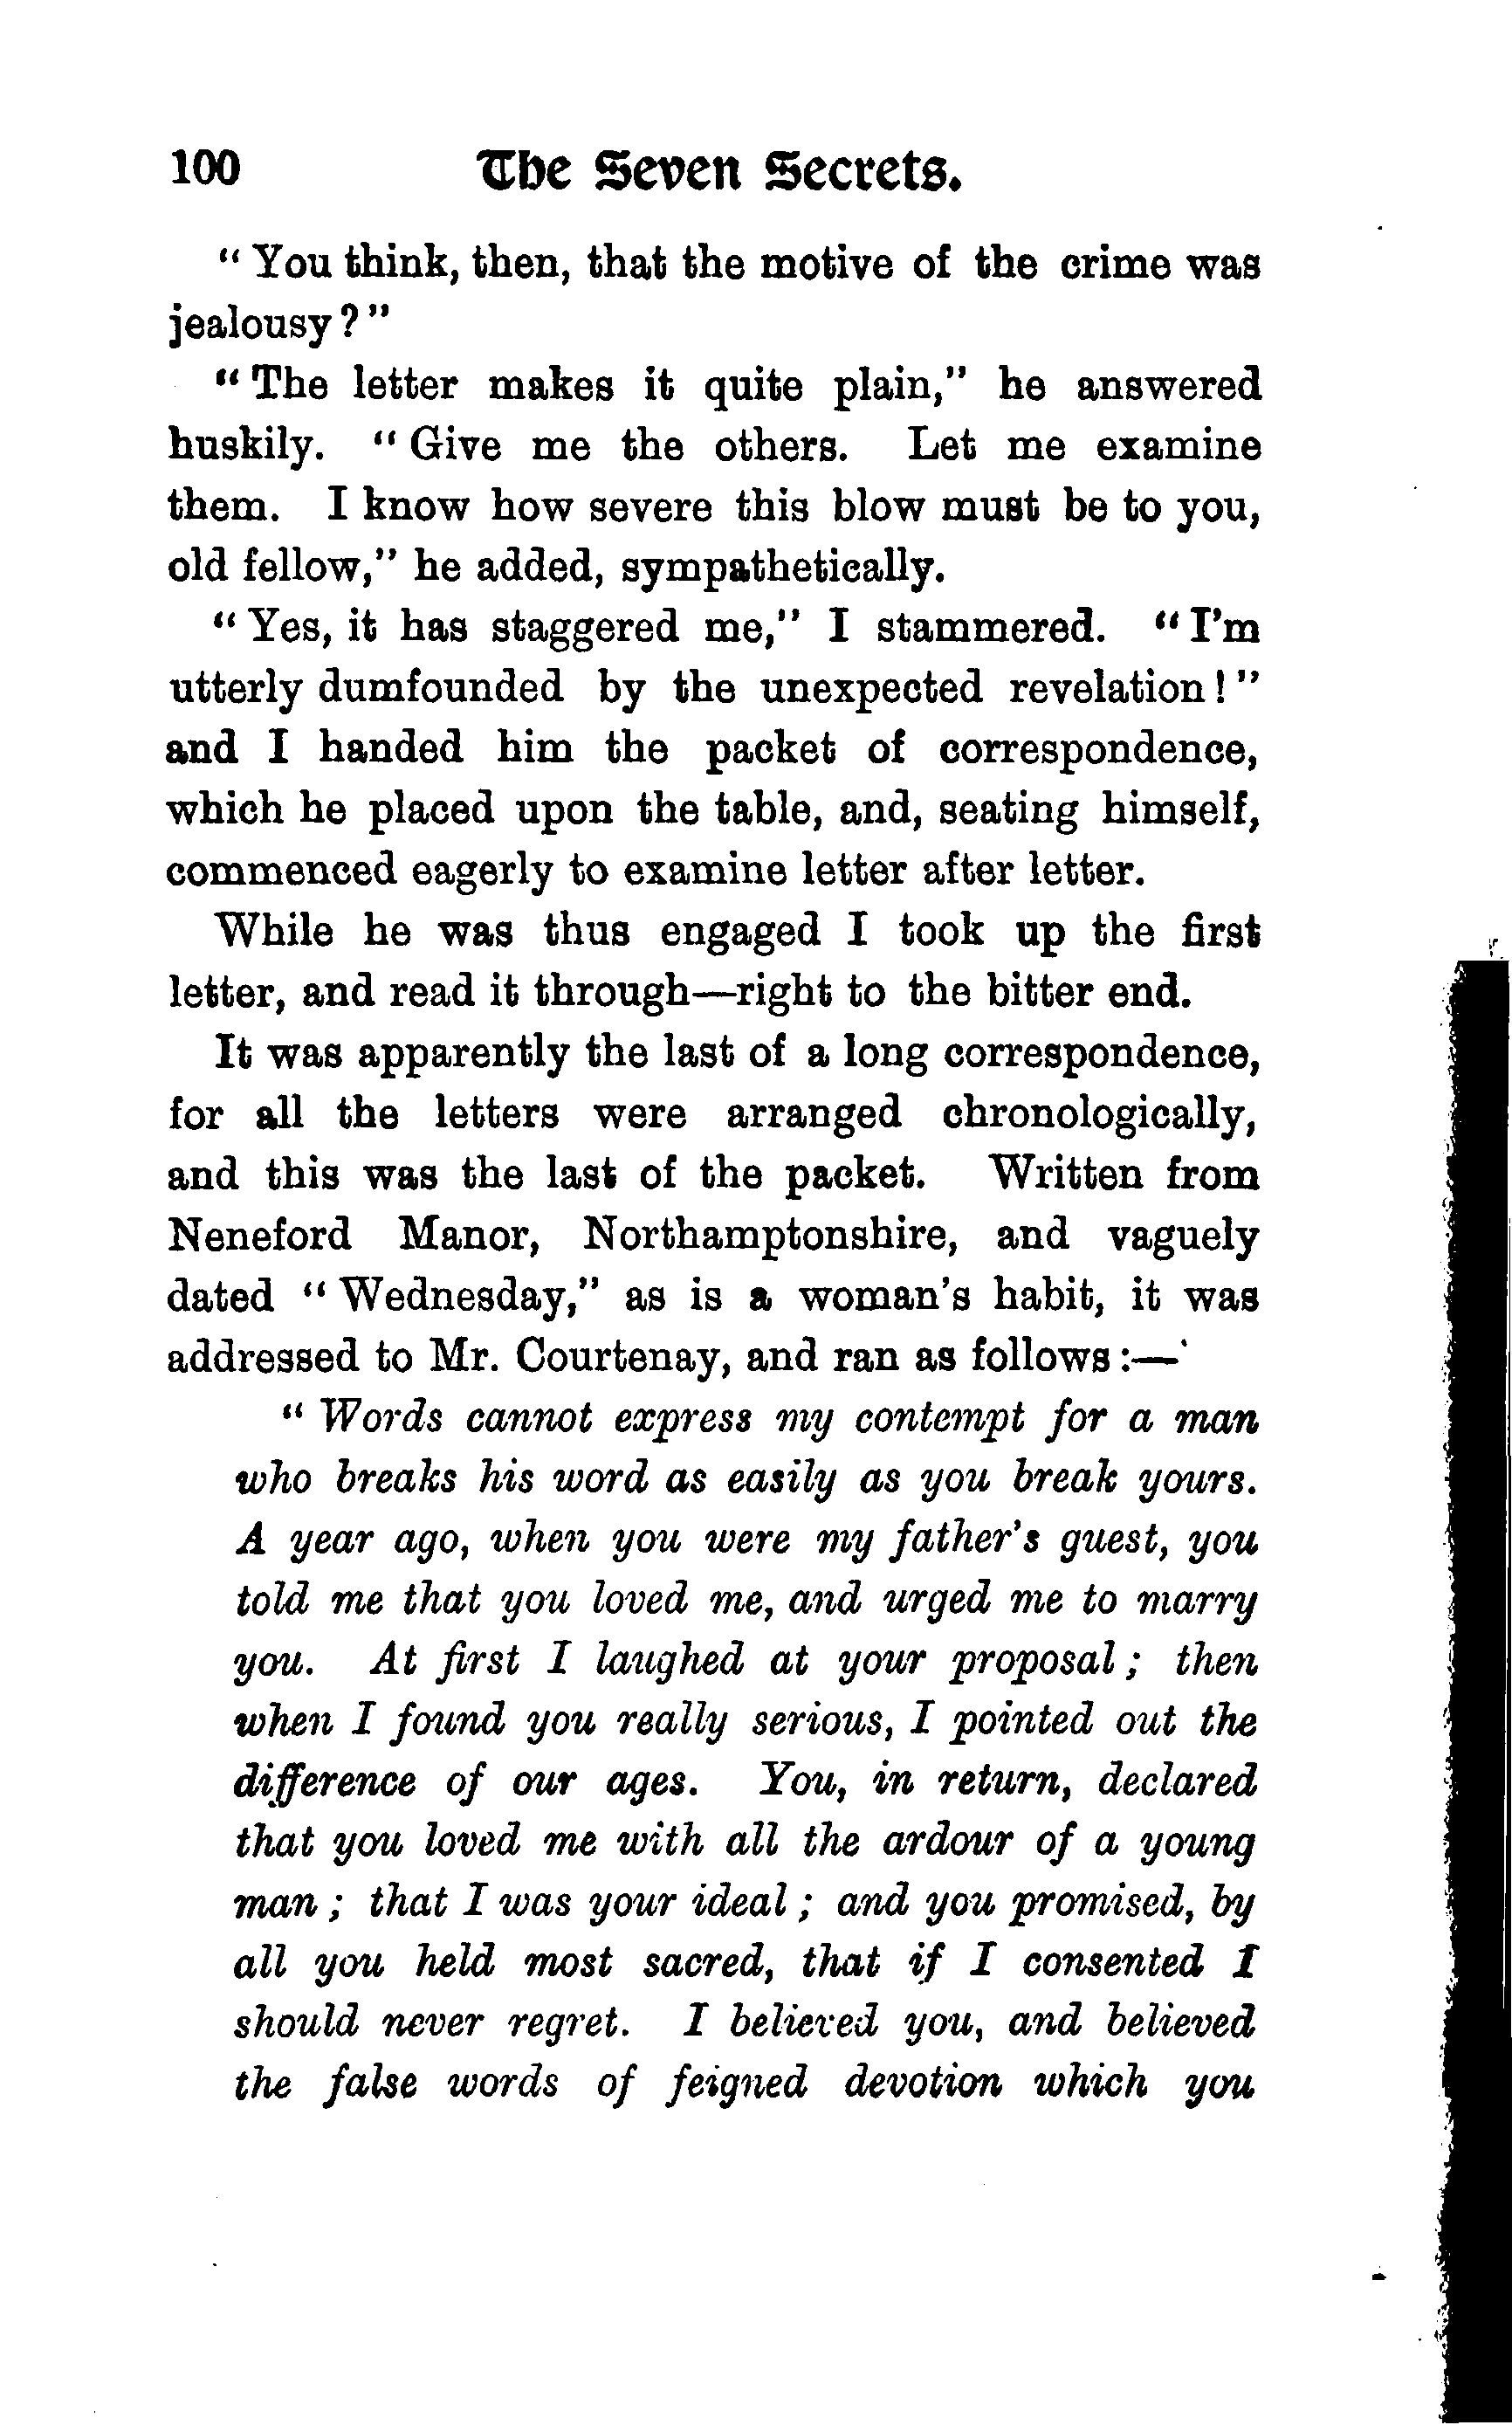 100 The Seven Secrets.
" You think, then, that the motive of the crime was
jealousy ? "
" The letter makes it quite plain," he answered
huskily. " Give me the others. Let me examine
them. I know how severe this blow must be to you,
old fellow," he added, sympathetically.
" Yes, it has staggered me," I stammered. " I'm
utterly dumfounded by the unexpected revelation ! "
and I handed him the packet of correspondence,
which he placed upon the table, and, seating himself,
commenced eagerly to examine letter after letter.
While he was thus engaged I took up the first
letter, and read it through—right to the bitter end.
It was apparently the last of a long correspondence,
for all the letters were arranged chronologically,
and this was the last of the packet. Written from
Neneford Manor, Northamptonshire, and vaguely
dated " Wednesday," as is a woman's habit, it was
addressed to Mr. Courtenay, and ran as follows :—
" Words cannot express my contempt for a man
who breaks his word as easily as you break yours.
A year ago, when you were my father's guest, you
told me that you loved me, and urged me to marry
you. At first I laughed at your proposal ; then
when I found you really serious, I pointed out the
difference of our ages. You, in return, declared
that you loved me with all the ardour of a young
man ; that I was your ideal ; and you promised, by
all you held most sacred, that if I consented I
should never regret. I believed you, and believed
the false words of feigned devotion which you